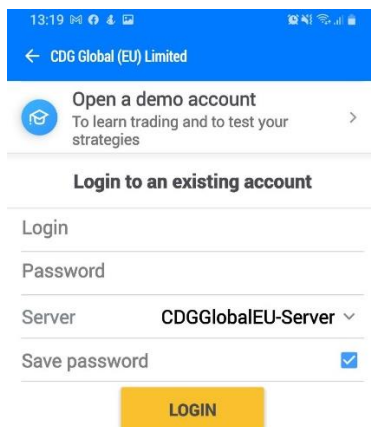 13:19
← CDG Global (EU) Limited
Open a demo account
To learn trading and to test your
strategies
Login to an existing account
Login
Password
Server CDGGlobalEU-Server
Save password
LOGIN